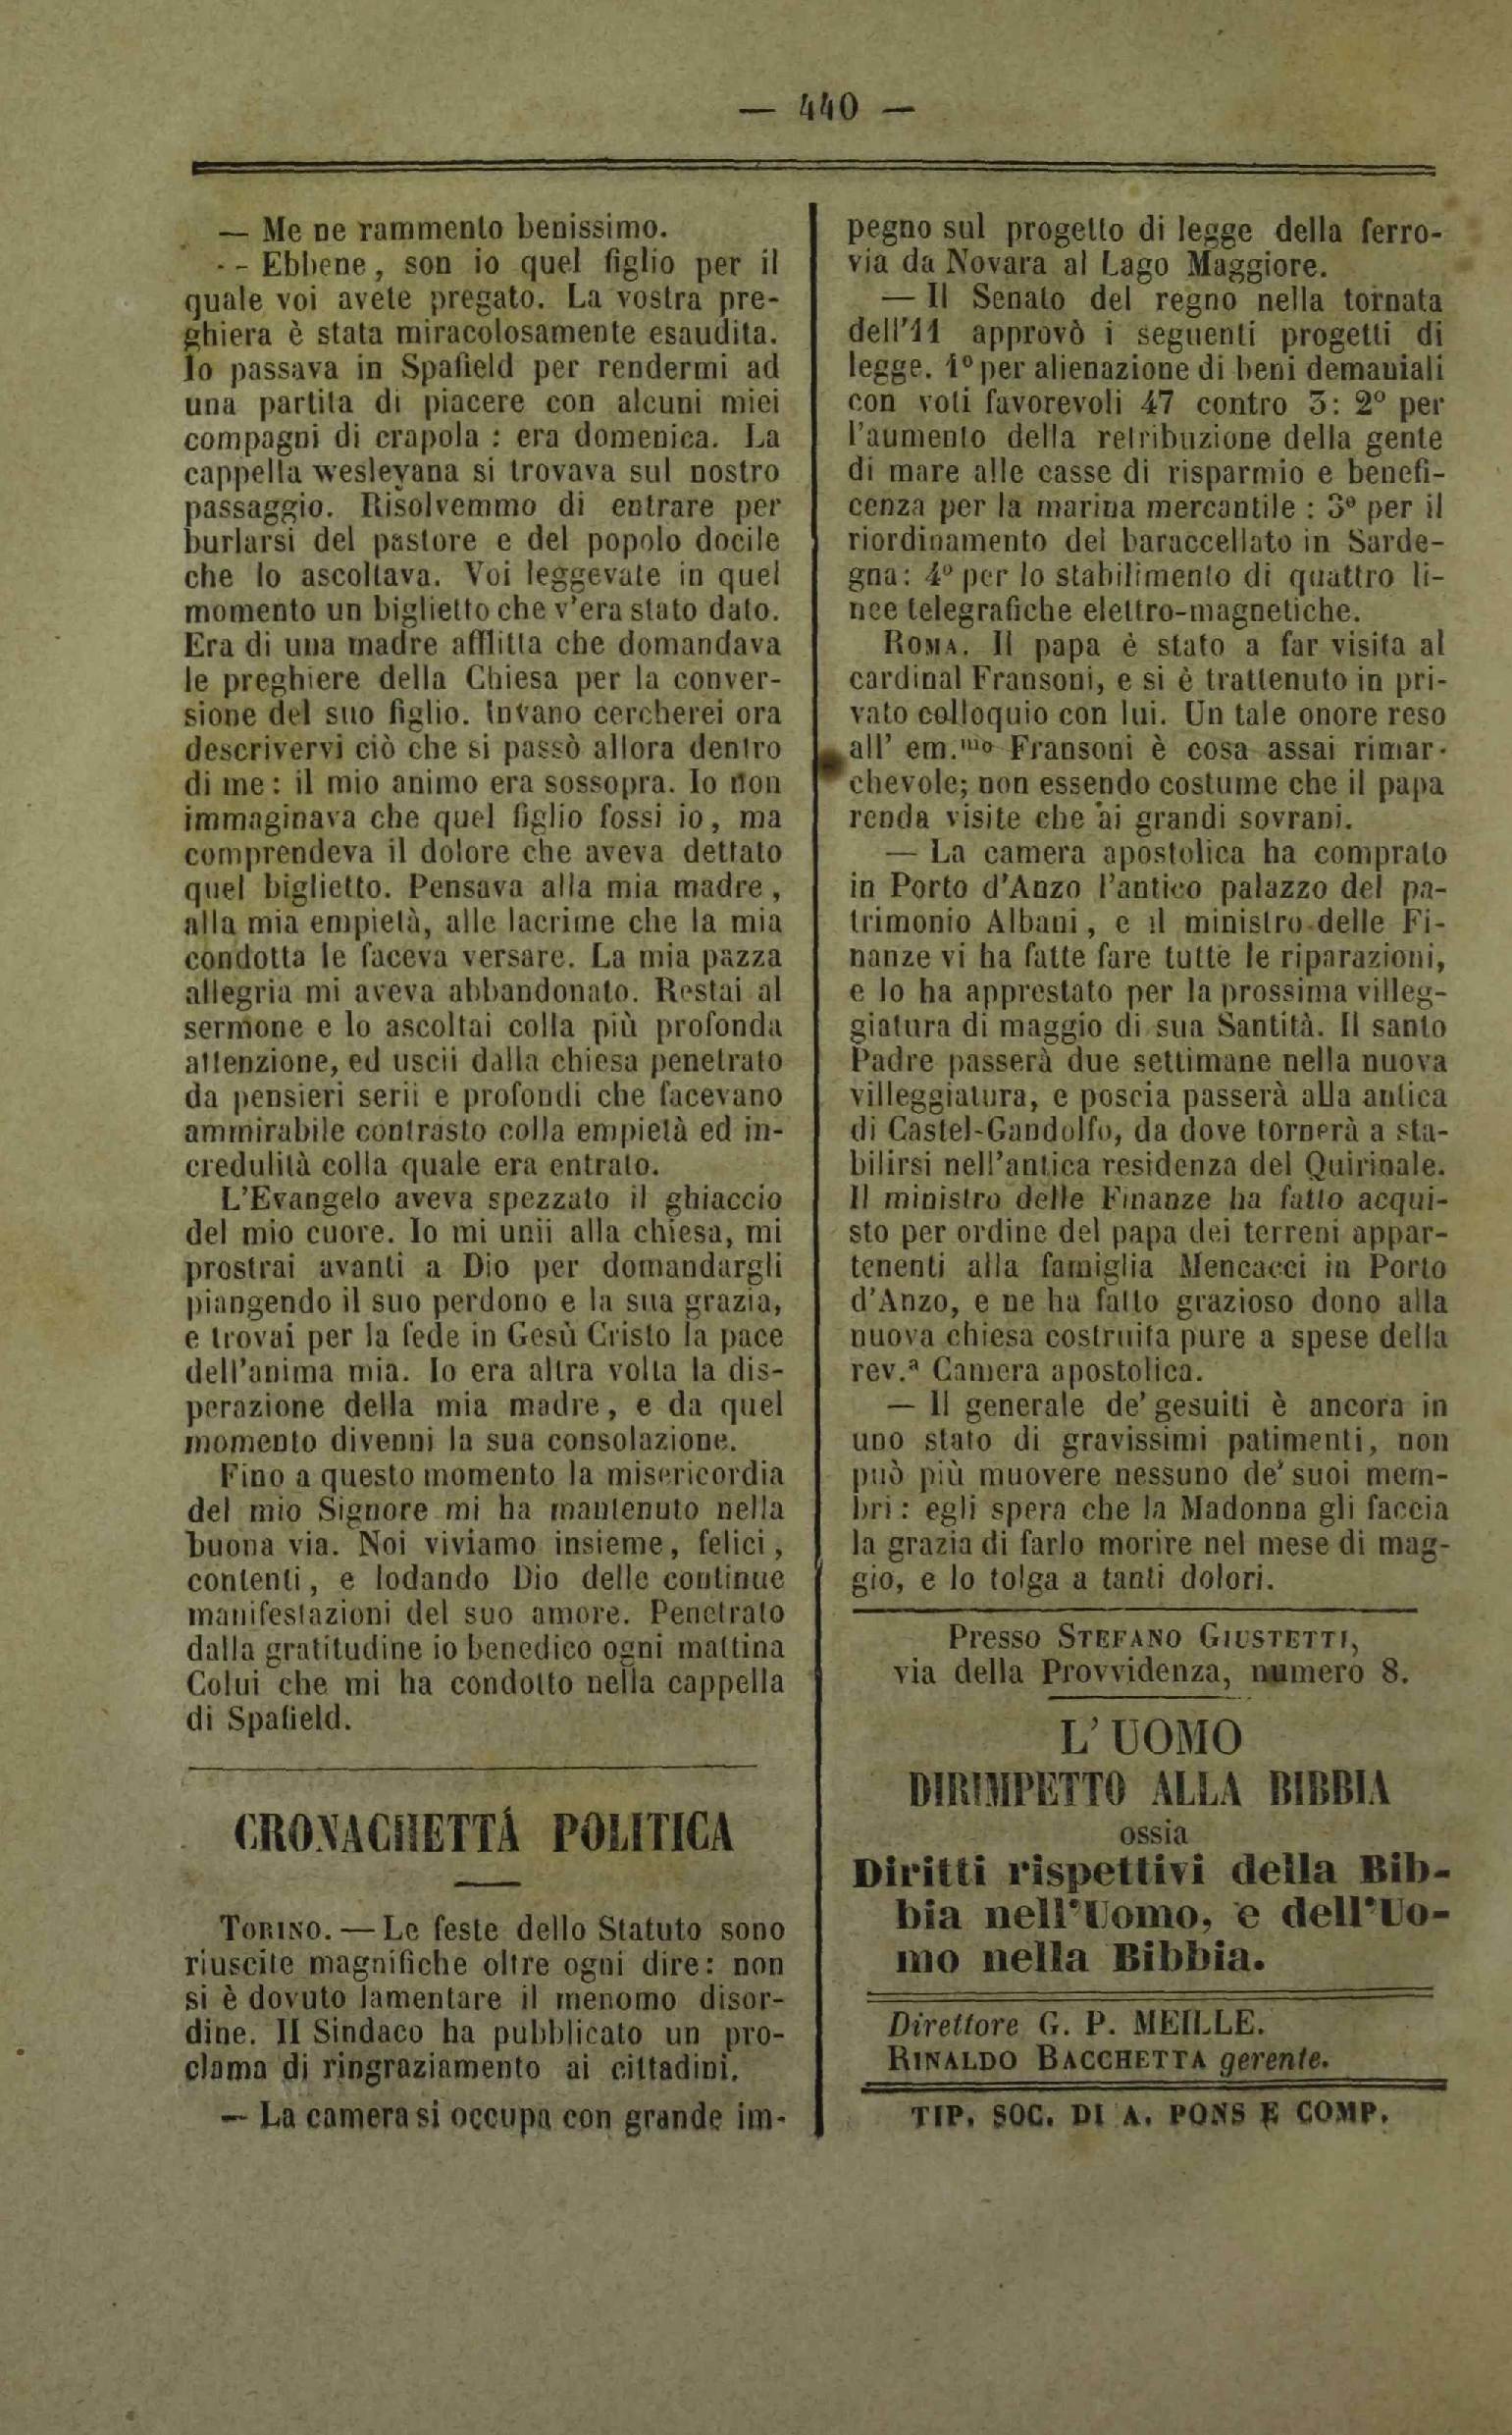 — 440 —
— Me ne rammento benissimo.
-- Ebbene, son io quel figlio per il
quale voi avete pregato. La vostra pre-
ghiera è stata miracolosamente esaudita.
Io passava in Spafield per rendermi ad
una partita di piacere con alcuni miei
compagni di crapola : era domenica. La
cappella wesleyana si trovava sul nostro
passaggio. Risolvemmo di entrare per
burlarsi del pastore e del popolo docile
che lo ascoltava. Voi leggevate in quel
momento un biglietto che v'era stato dato.
Era di una madre afflitta che domandava
le preghiere della Chiesa per la conver-
sione del suo figlio. Invano cercherei ora
descrivervi ciò che si passò allora dentro
di me : il mio animo era sossopra. Io non
immaginava che quel figlio fossi io, ma
comprendeva il dolore che aveva dettato
quel biglietto. Pensava alla mia madre,
alla mia empietà, alle lacrime che la mia
condotta le faceva versare. La mia pazza
allegria mi aveva abbandonato. Restai al
sermone e lo ascoltai colla più profonda
attenzione, ed uscii dalla chiesa penetrato
da pensieri serii e profondi che facevano
ammirabile contrasto colla empietà ed in-
credulità colla quale era entrato.
L'Evangelo aveva spezzato il ghiaccio
del mio cuore. Io mi unii alla chiesa, mi
prostrai avanti a Dio per domandargli
piangendo il suo perdono e la sua grazia,
e trovai per la fede in Gesù Cristo la pace
dell'anima mia. Io era altra volta la dis-
perazione della mia madre, e da quel
momento divenni la sua consolazione.
Fino a questo momento la misericordia
del mio Signore mi ha mantenuto nella
buona via. Noi viviamo insieme, felici,
contenti, e lodando Dio delle continue
manifestazioni del suo amore. Penetrato
dalla gratitudine io benedico ogni mattina
Colui che mi ha condotto nella cappella
di Spafield.
CRONACHETTA POLITICA
TORINO. — Le feste dello Statuto sono
riuscite magnifiche oltre ogni dire: non
si è dovuto lamentare il menomo disor-
dine. Il Sindaco ha pubblicato un pro-
clama di ringraziamento ai cittadini.
— La camera si occupa con grande im-
pegno sul progetto di legge della ferro-
via da Novara al Lago Maggiore.
— Il Senato del regno nella tornata
dell'11 approvò i seguenti progetti di
legge. 1º per alienazione di beni demaniali
con voti favorevoli 47 contro 3: 2º per
l'aumento della retribuzione della gente
di mare alle casse di risparmio e benefi-
cenza per la marina mercantile : 3º per il
riordinamento del baraccellato in Sarde-
gna: 4º per lo stabilimento di quattro li-
nee telegrafiche elettro-magnetiche.
ROMA. Il papa è stato a far visita al
cardinal Fransoni, e si è trattenuto in pri-
vato colloquio con lui. Un tale onore reso
all' em.mo Fransoni è cosa assai rimar-
chevole; non essendo costume che il papa
renda visite che ai grandi sovrani.
— La camera apostolica ha comprato
in Porto d'Anzo l'antico palazzo del pa-
trimonio Albani, e il ministro delle Fi-
nanze vi ha fatte fare tutte le riparazioni,
e lo ha apprestato per la prossima villeg-
giatura di maggio di sua Santità. Il santo
Padre passerà due settimane nella nuova
villeggiatura, e poscia passerà alla antica
di Castel-Gandolfo, da dove tornerà a sta-
bilirsi nell'antica residenza del Quirinale.
Il ministro delle Finanze ha fatto acqui-
sto per ordine del papa dei terreni appar-
tenenti alla famiglia Mencacci in Porto
d'Anzo, e ne ha fatto grazioso dono alla
nuova chiesa costruita pure a spese della
rev.ª Camera apostolica.
— Il generale de' gesuiti è ancora in
uno stato di gravissimi patimenti, non
può più muovere nessuno de' suoi mem-
bri : egli spera che la Madonna gli faccia
la grazia di farlo morire nel mese di mag-
gio, e lo tolga a tanti dolori.
Presso STEFANO GIUSTETTI,
via della Provvidenza, numero 8.
L' UOMO
DIRIMPETTO ALLA BIBBIA
ossia
Diritti rispettivi della Bib-
bia nell'Uomo, e dell'Uo-
mo nella Bibbia.
Direttore G. P. MEILLE.
RINALDO BACCHETTA gerente.
TIP. SOC. DI A. PONS E COMP.